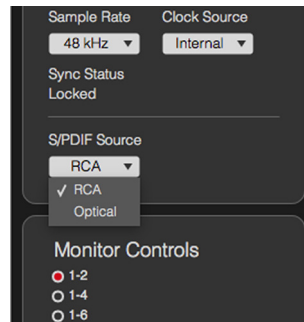 Sample Rate Clock Source
48 kHz Internal
Sync Status
Locked
S/PDIF Source
RCA
✓ RCA
Optical
Monitor Controls
1-2
1-4
1-6